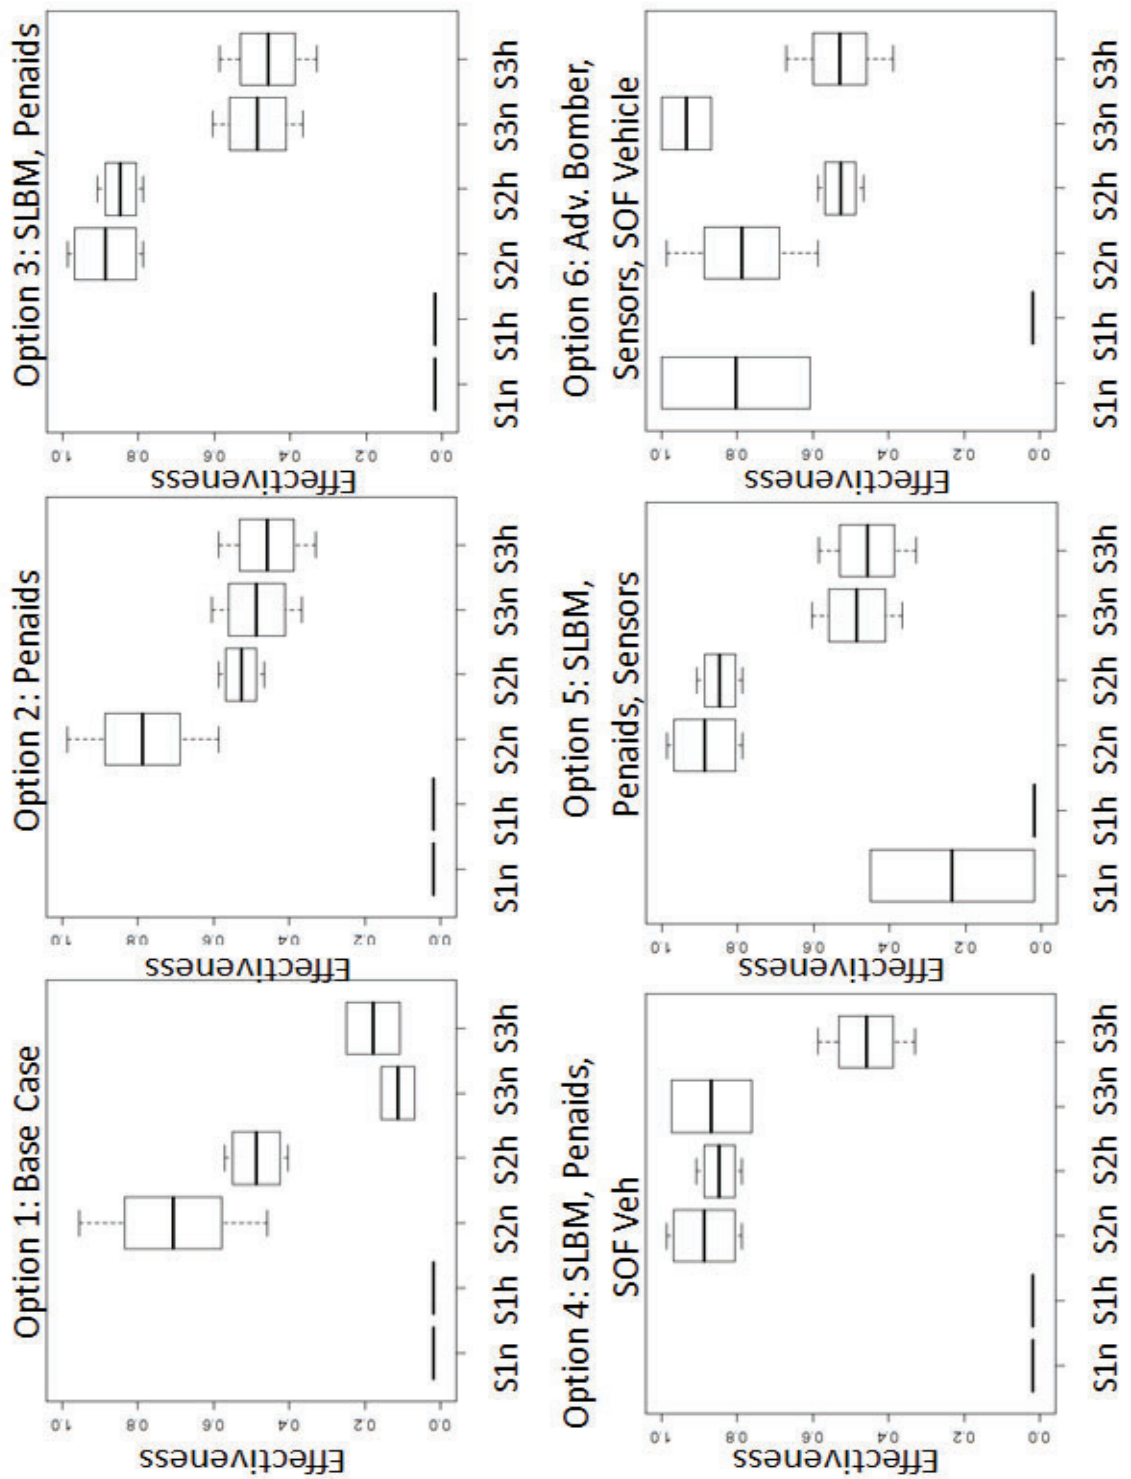 Option 1: Base Case
Effectiveness
1.0
0.8
0.6
0.4
0.2
0.0
S1n S1h S2n S2h S3n S3h
Option 2: Penaids
Effectiveness
1.0
0.8
0.6
0.4
0.2
0.0
S1n S1h S2n S2h S3n S3h
Option 3: SLBM, Penaids
Effectiveness
1.0
0.8
0.6
0.4
0.2
0.0
S1n S1h S2n S2h S3n S3h
Option 4: SLBM, Penaids,
SOF Veh
Effectiveness
1.0
0.8
0.6
0.4
0.2
0.0
S1n S1h S2n S2h S3n S3h
Option 5: SLBM,
Penaids, Sensors
Effectiveness
1.0
0.8
0.6
0.4
0.2
0.0
S1n S1h S2n S2h S3n S3h
Option 6: Adv. Bomber,
Sensors, SOF Vehicle
Effectiveness
1.0
0.8
0.6
0.4
0.2
0.0
S1n S1h S2n S2h S3n S3h